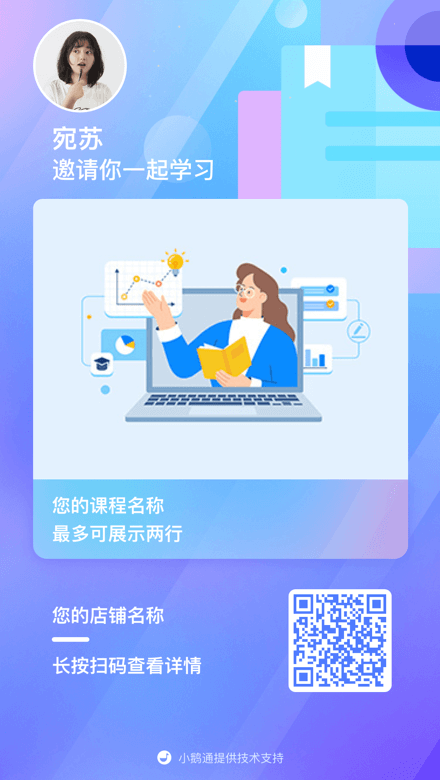 宛苏
邀请你一起学习
您的课程名称
最多可展示两行
您的店铺名称
长按扫码查看详情
小鹅通提供技术支持